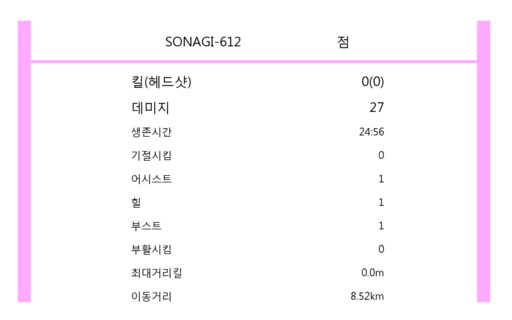 SONAGI-612 점
킬(헤드샷) 0(0)
데미지 27
생존시간 24:56
기절시킴 0
어시스트 1
힐 1
부스트 1
부활시킴 0
최대거리킬 0.0m
이동거리 8.52km